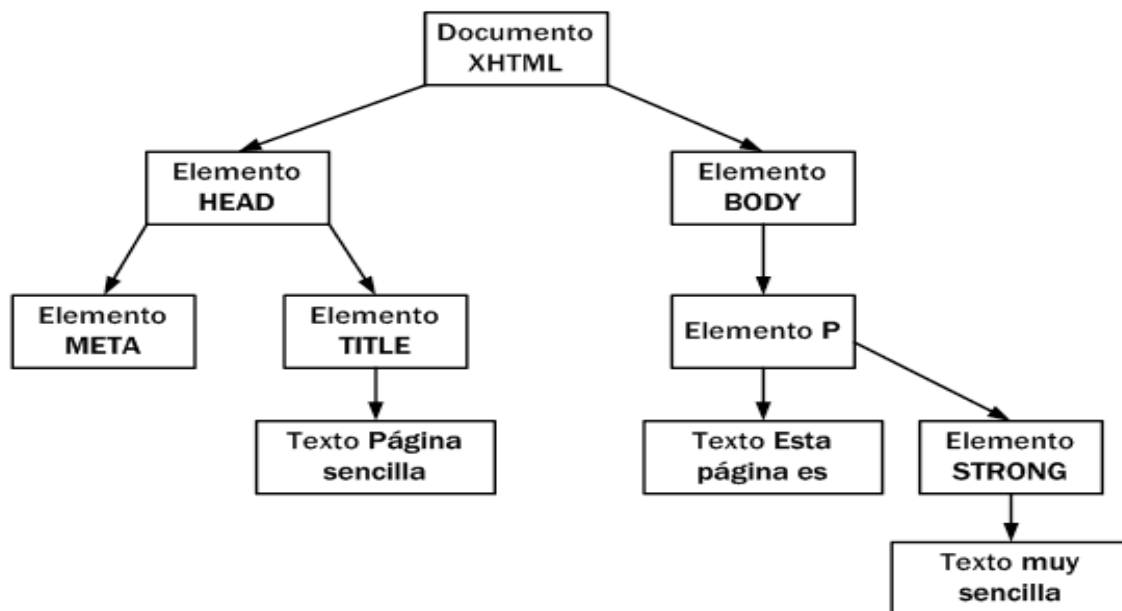 Documento
XHTML
Elemento
HEAD
Elemento
BODY
Elemento
META
Elemento
TITLE
Elemento P
Texto Página
sencilla
Texto Esta
página es
Elemento
STRONG
Texto muy
sencilla